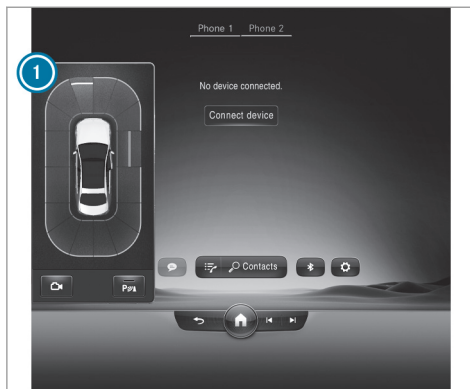 Phone 1 Phone 2
1
No device connected.
Connect device
Contacts
P